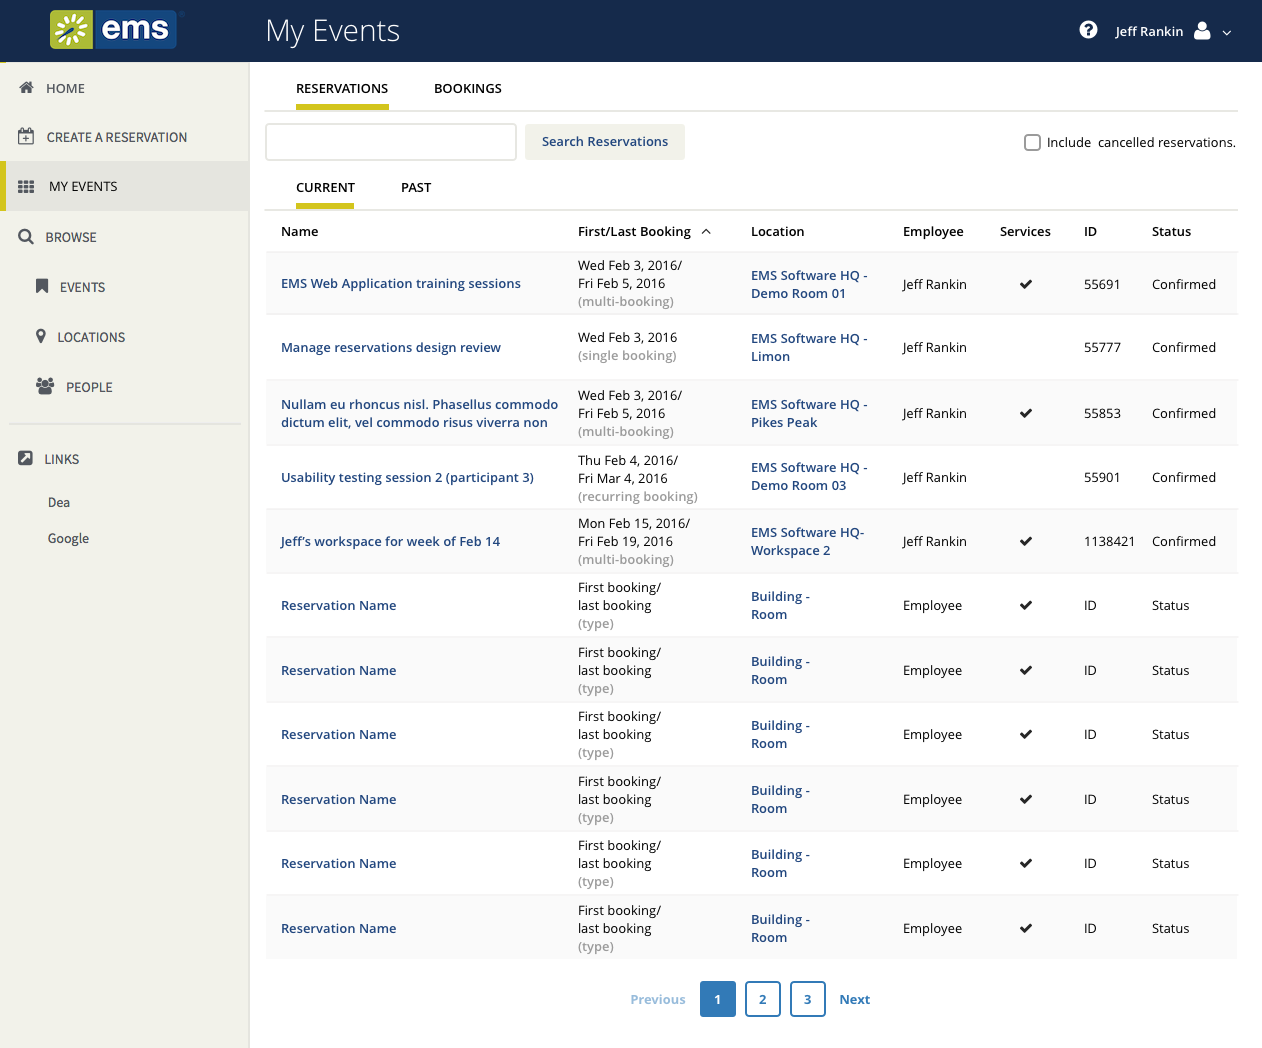 ems
My Events
Jeff Rankin
HOME
CREATE A RESERVATION
MY EVENTS
BROWSE
EVENTS
LOCATIONS
PEOPLE
LINKS
Dea
Google
RESERVATIONS BOOKINGS
Search Reservations
Include cancelled reservations.
CURRENT PAST
Name First/Last Booking Location Employee Services ID Status
EMS Web Application training sessions
Wed Feb 3, 2016/
Fri Feb 5, 2016
(multi-booking)
EMS Software HQ -
Demo Room 01
Jeff Rankin
55691
Confirmed
Manage reservations design review
Wed Feb 3, 2016
(single booking)
EMS Software HQ -
Limon
Jeff Rankin
55777
Confirmed
Nullam eu rhoncus nisl. Phasellus commodo
dictum elit, vel commodo risus viverra non
Wed Feb 3, 2016/
Fri Feb 5, 2016
(multi-booking)
EMS Software HQ -
Pikes Peak
Jeff Rankin
55853
Confirmed
Usability testing session 2 (participant 3)
Thu Feb 4, 2016/
Fri Mar 4, 2016
(recurring booking)
EMS Software HQ -
Demo Room 03
Jeff Rankin
55901
Confirmed
Jeff's workspace for week of Feb 14
Mon Feb 15, 2016/
Fri Feb 19, 2016
(multi-booking)
EMS Software HQ-
Workspace 2
Jeff Rankin
1138421
Confirmed
Reservation Name
First booking/
last booking
(type)
Building -
Room
Employee
ID
Status
Reservation Name
First booking/
last booking
(type)
Building -
Room
Employee
ID
Status
Reservation Name
First booking/
last booking
(type)
Building -
Room
Employee
ID
Status
Reservation Name
First booking/
last booking
(type)
Building -
Room
Employee
ID
Status
Reservation Name
First booking/
last booking
(type)
Building -
Room
Employee
ID
Status
Reservation Name
First booking/
last booking
(type)
Building -
Room
Employee
ID
Status
Previous 1 2 3 Next